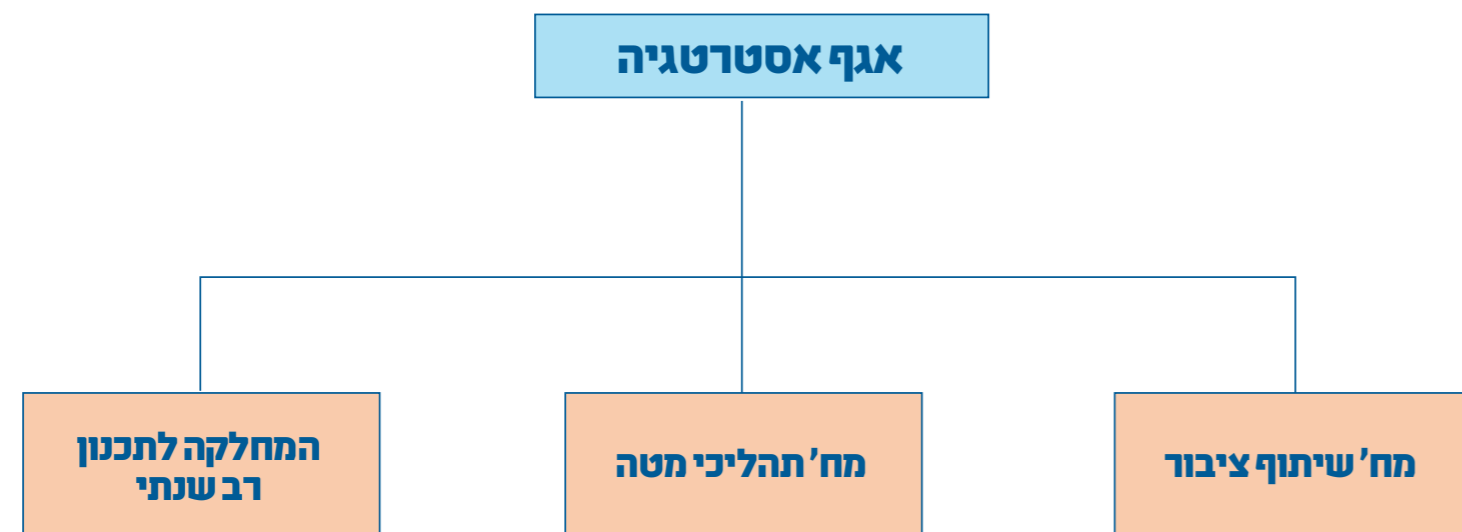 אגף אסטרטגיה
מח' שיתוף ציבור
מח' תהליכי מטה
המחלקה לתכנון
רב שנתי